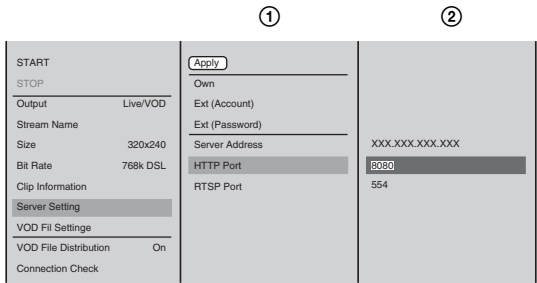 ① ②
START
STOP
Output Live/VOD
Stream Name
Size 320x240
Bit Rate 768k DSL
Clip Information
Server Setting
VOD Fil Settinge
VOD File Distribution On
Connection Check
Apply
Own
Ext (Account)
Ext (Password)
Server Address XXX.XXX.XXX.XXX
HTTP Port 8080
RTSP Port 554